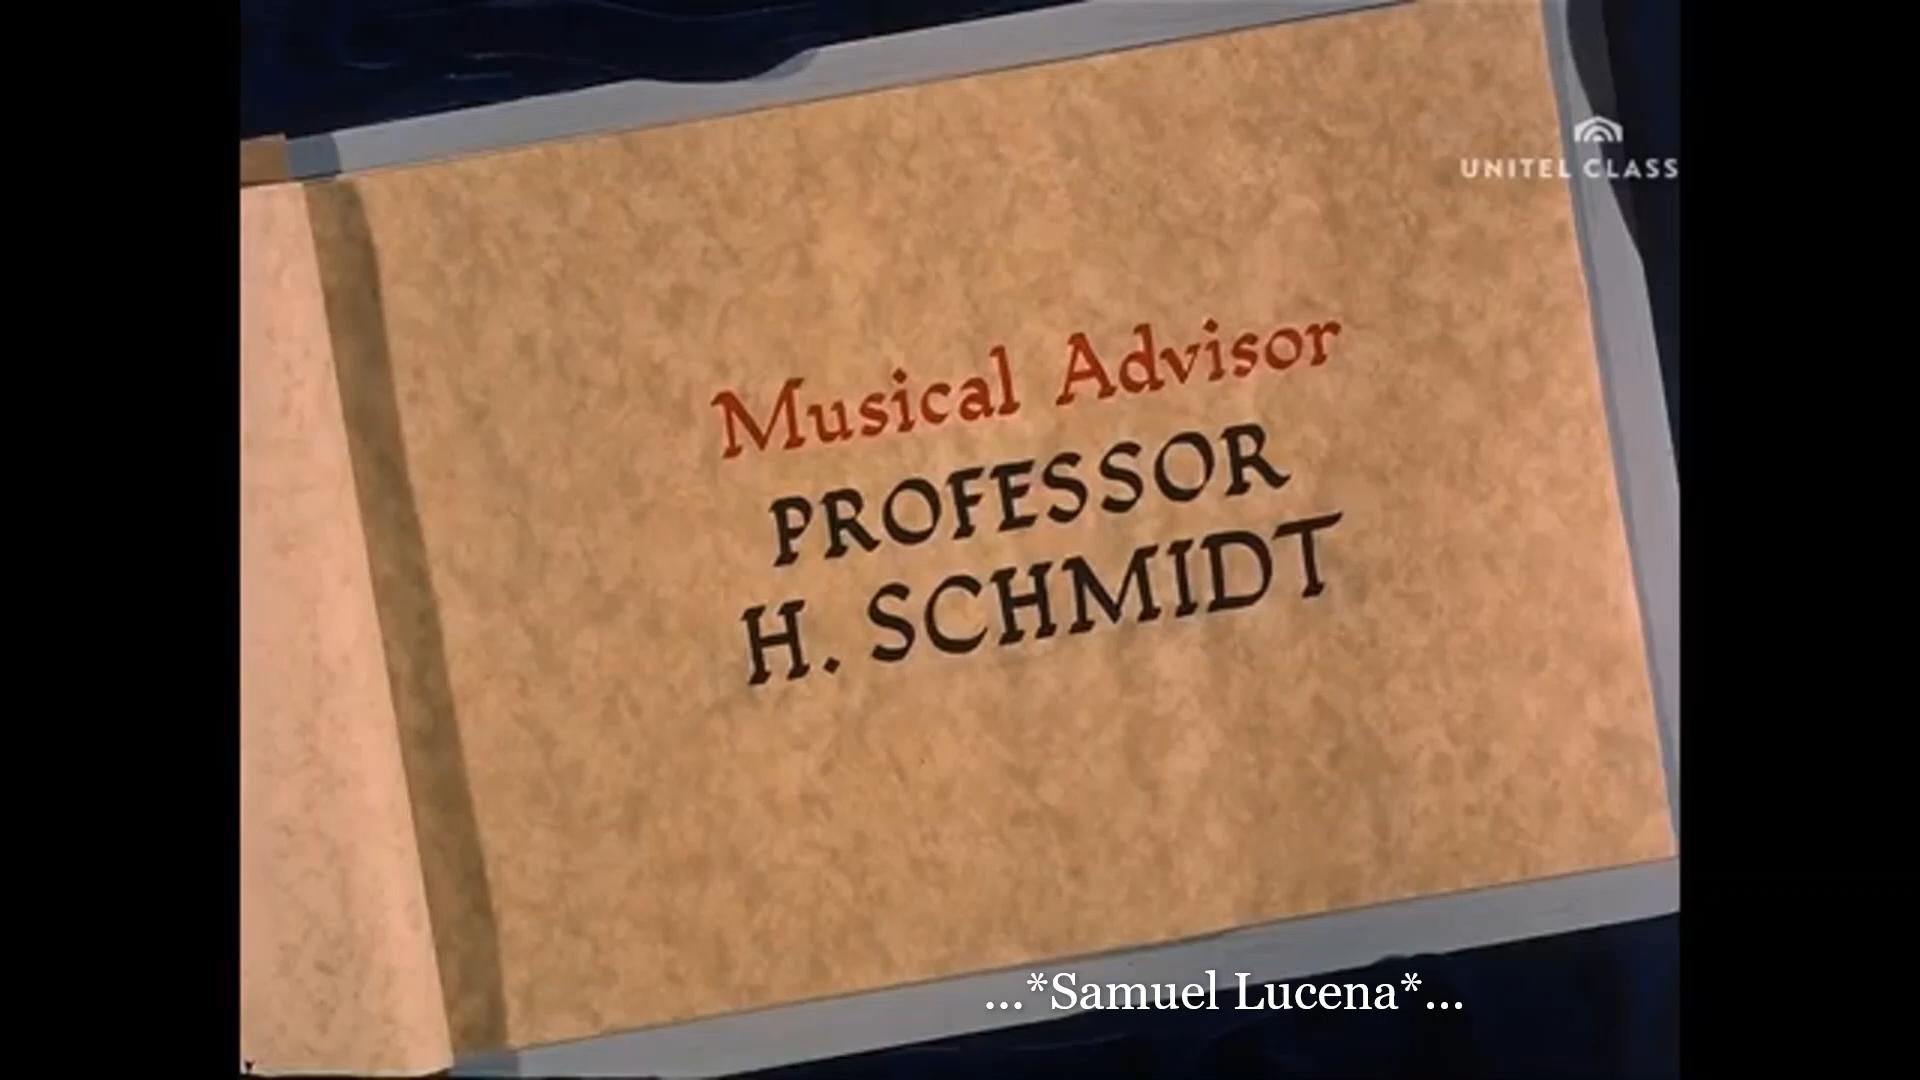 UNITEL CLASS
Musical Advisor
PROFESSOR
H. SCHMIDT
...*Samuel Lucena*...